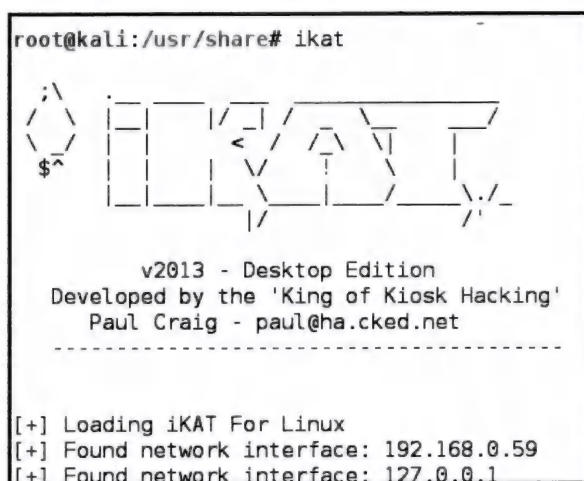 root@kali:/usr/share# ikat
iKAT
v2013 - Desktop Edition
Developed by the 'King of Kiosk Hacking'
Paul Craig - paul@ha.cked.net
[+] Loading iKAT For Linux
[+] Found network interface: 192.168.0.59
[+] Found network interface: 127.0.0.1